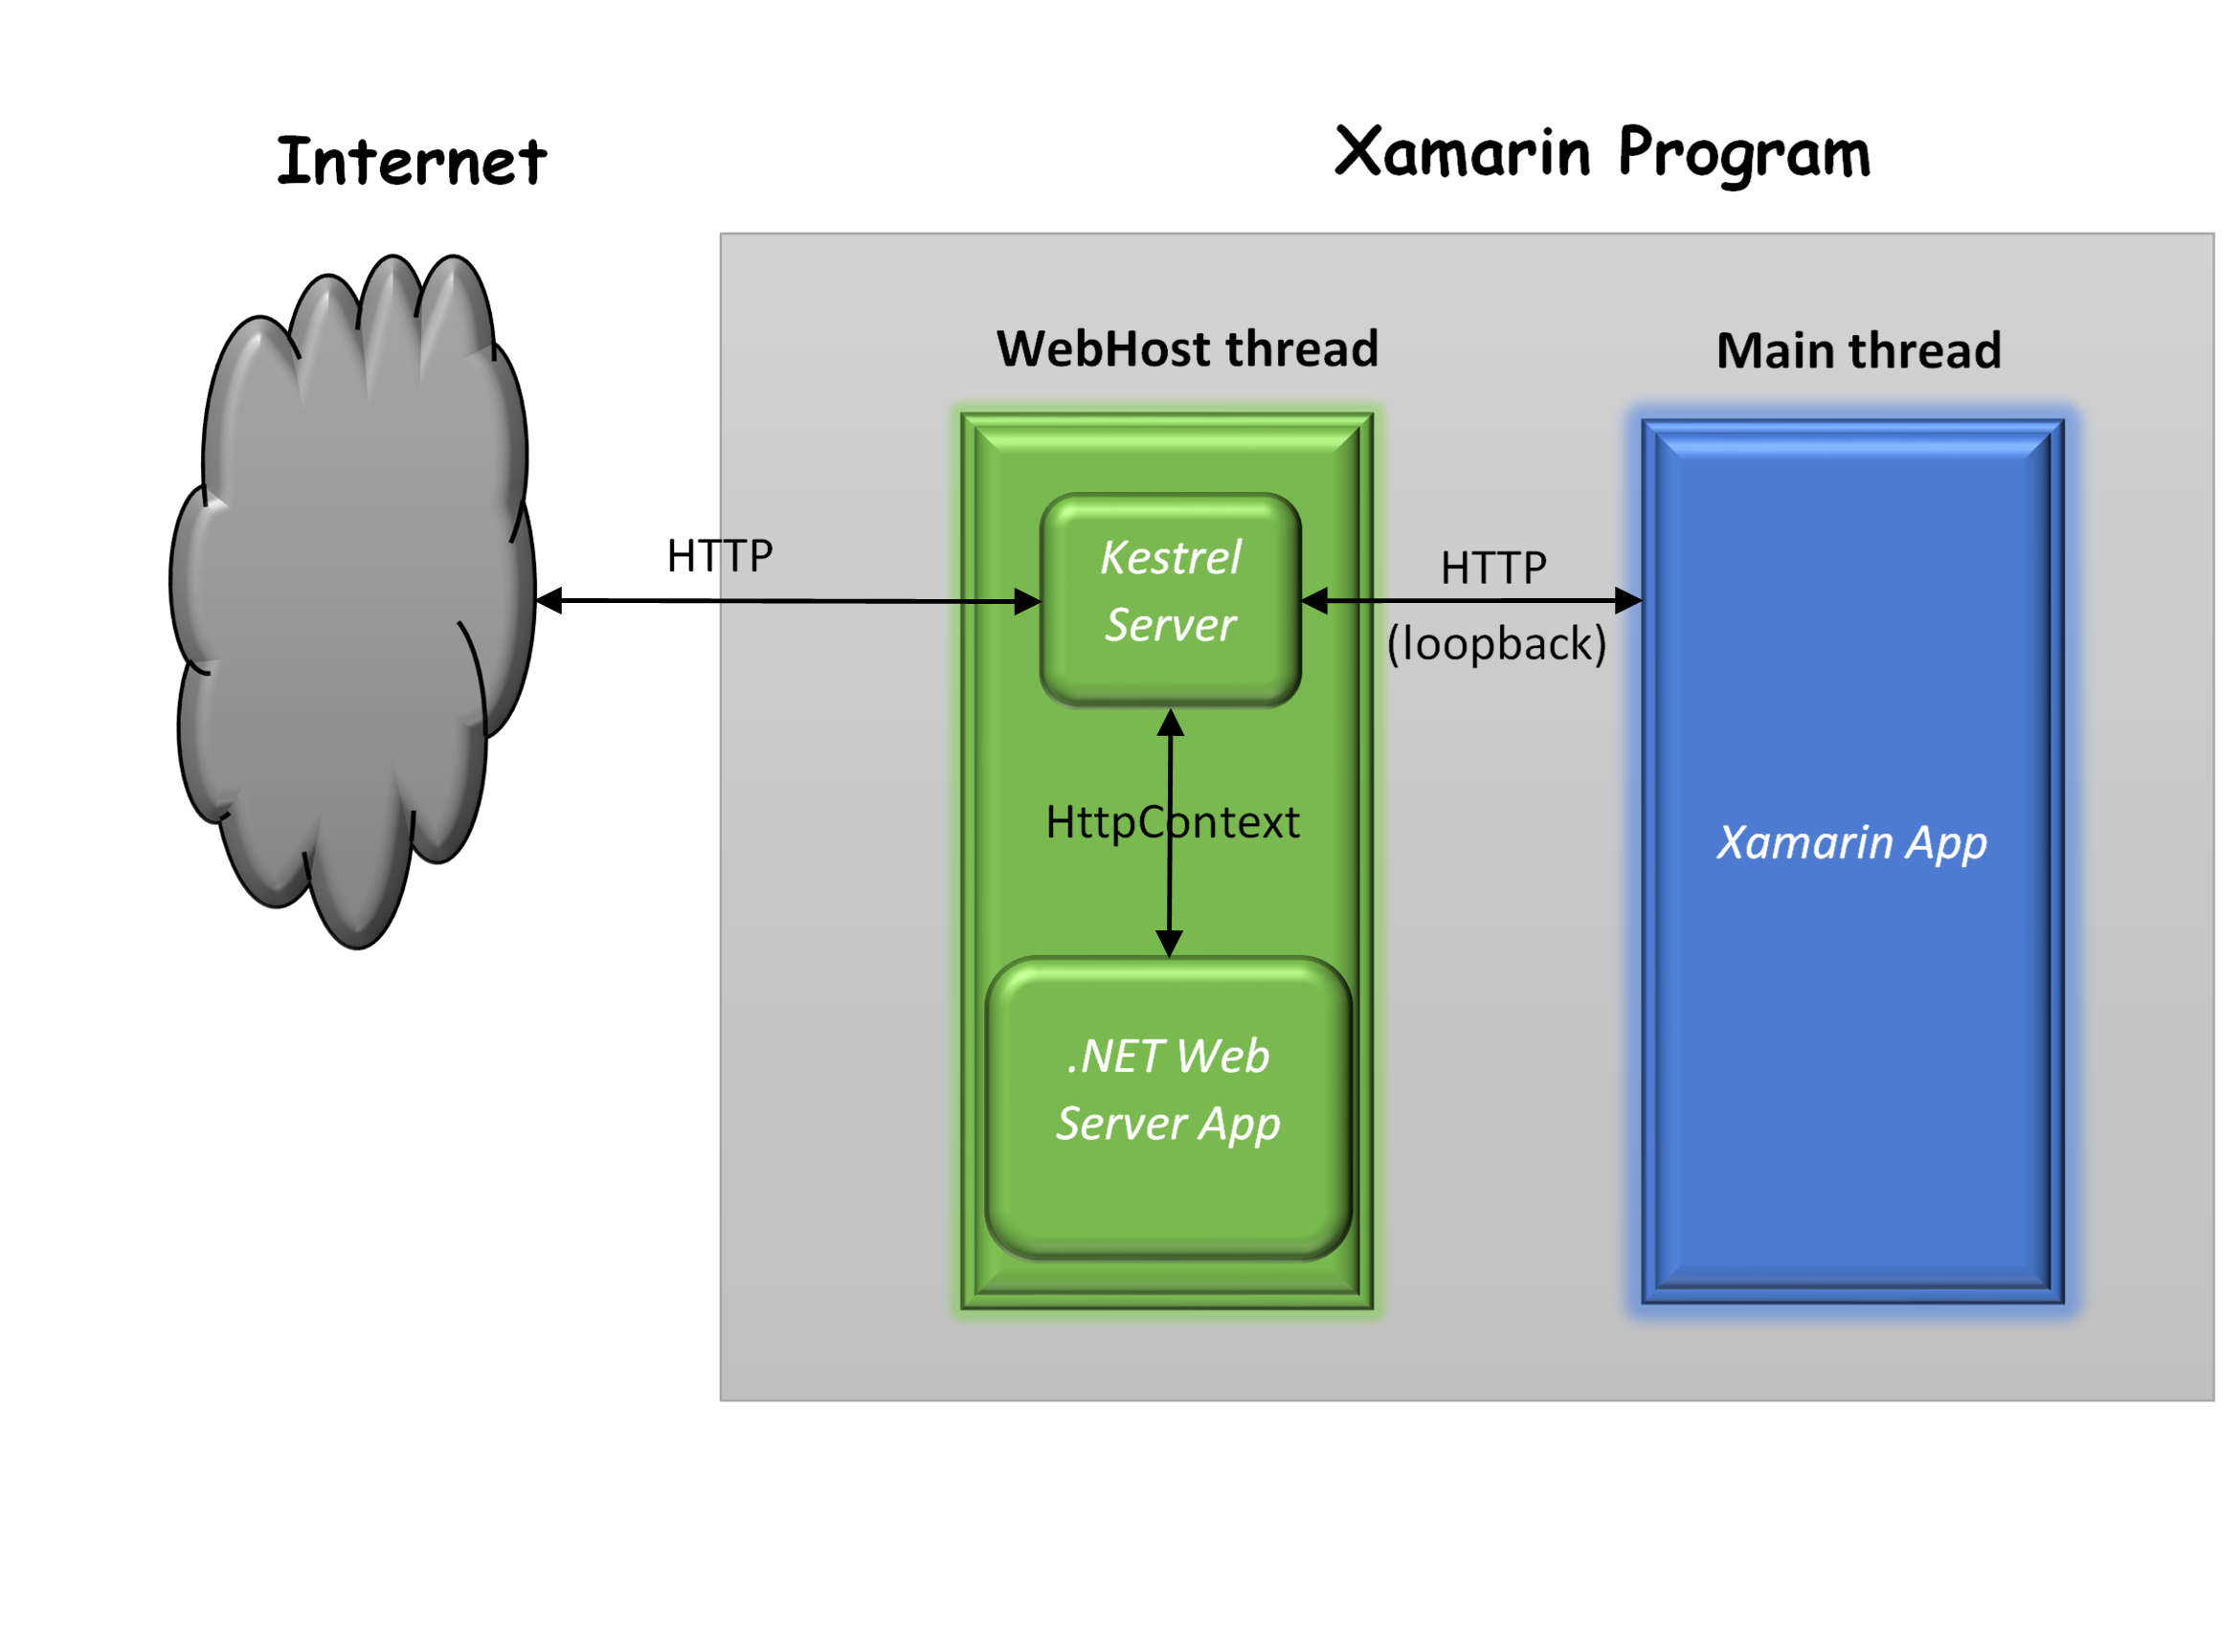 Internet
Xamarin Program
WebHost thread
Main thread
HTTP
Kestrel
Server
HTTP
(loopback)
HttpContext
Xamarin App
.NET Web
Server App